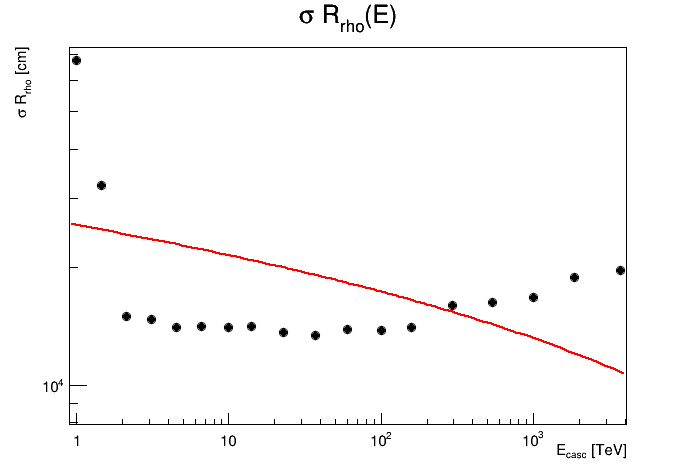 σ R_rho(E)
σ R_rho [cm]
10^4
1 10 10^2 10^3
E_casc [TeV]